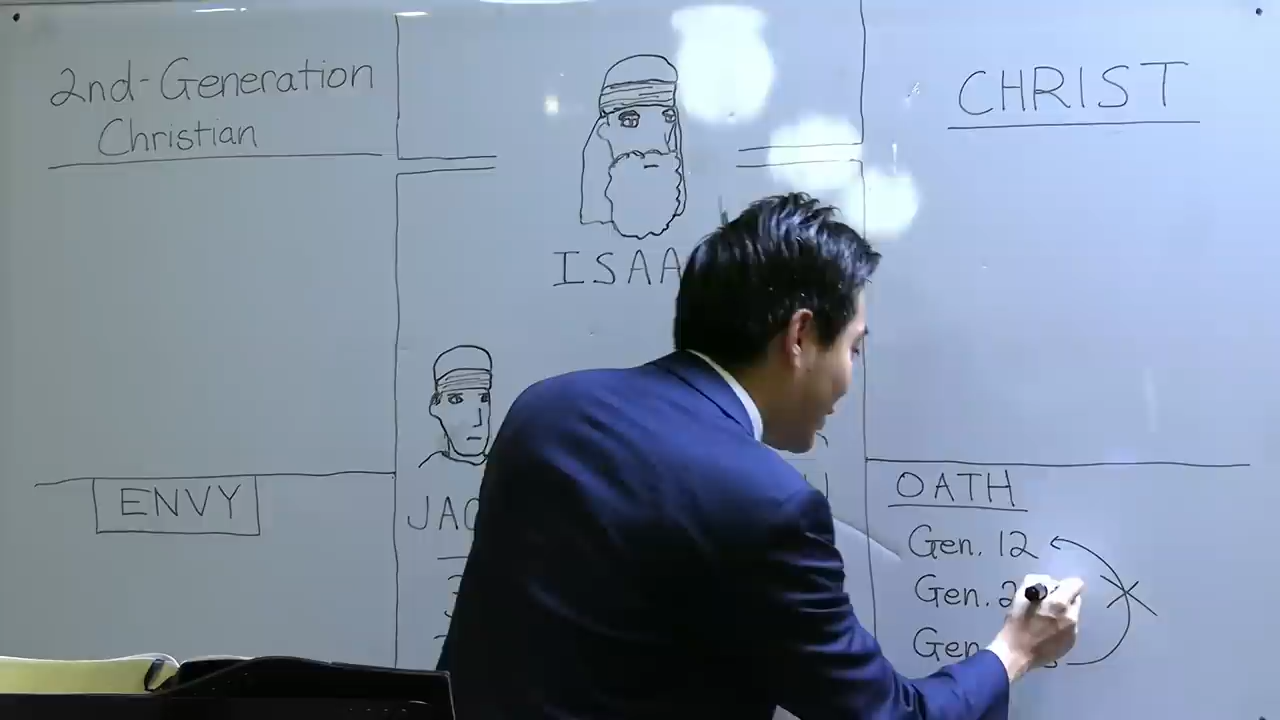 2nd-Generation
Christian
CHRIST
ISAA
ENVY
JAC
OATH
Gen. 12
Gen. 2
Gen.